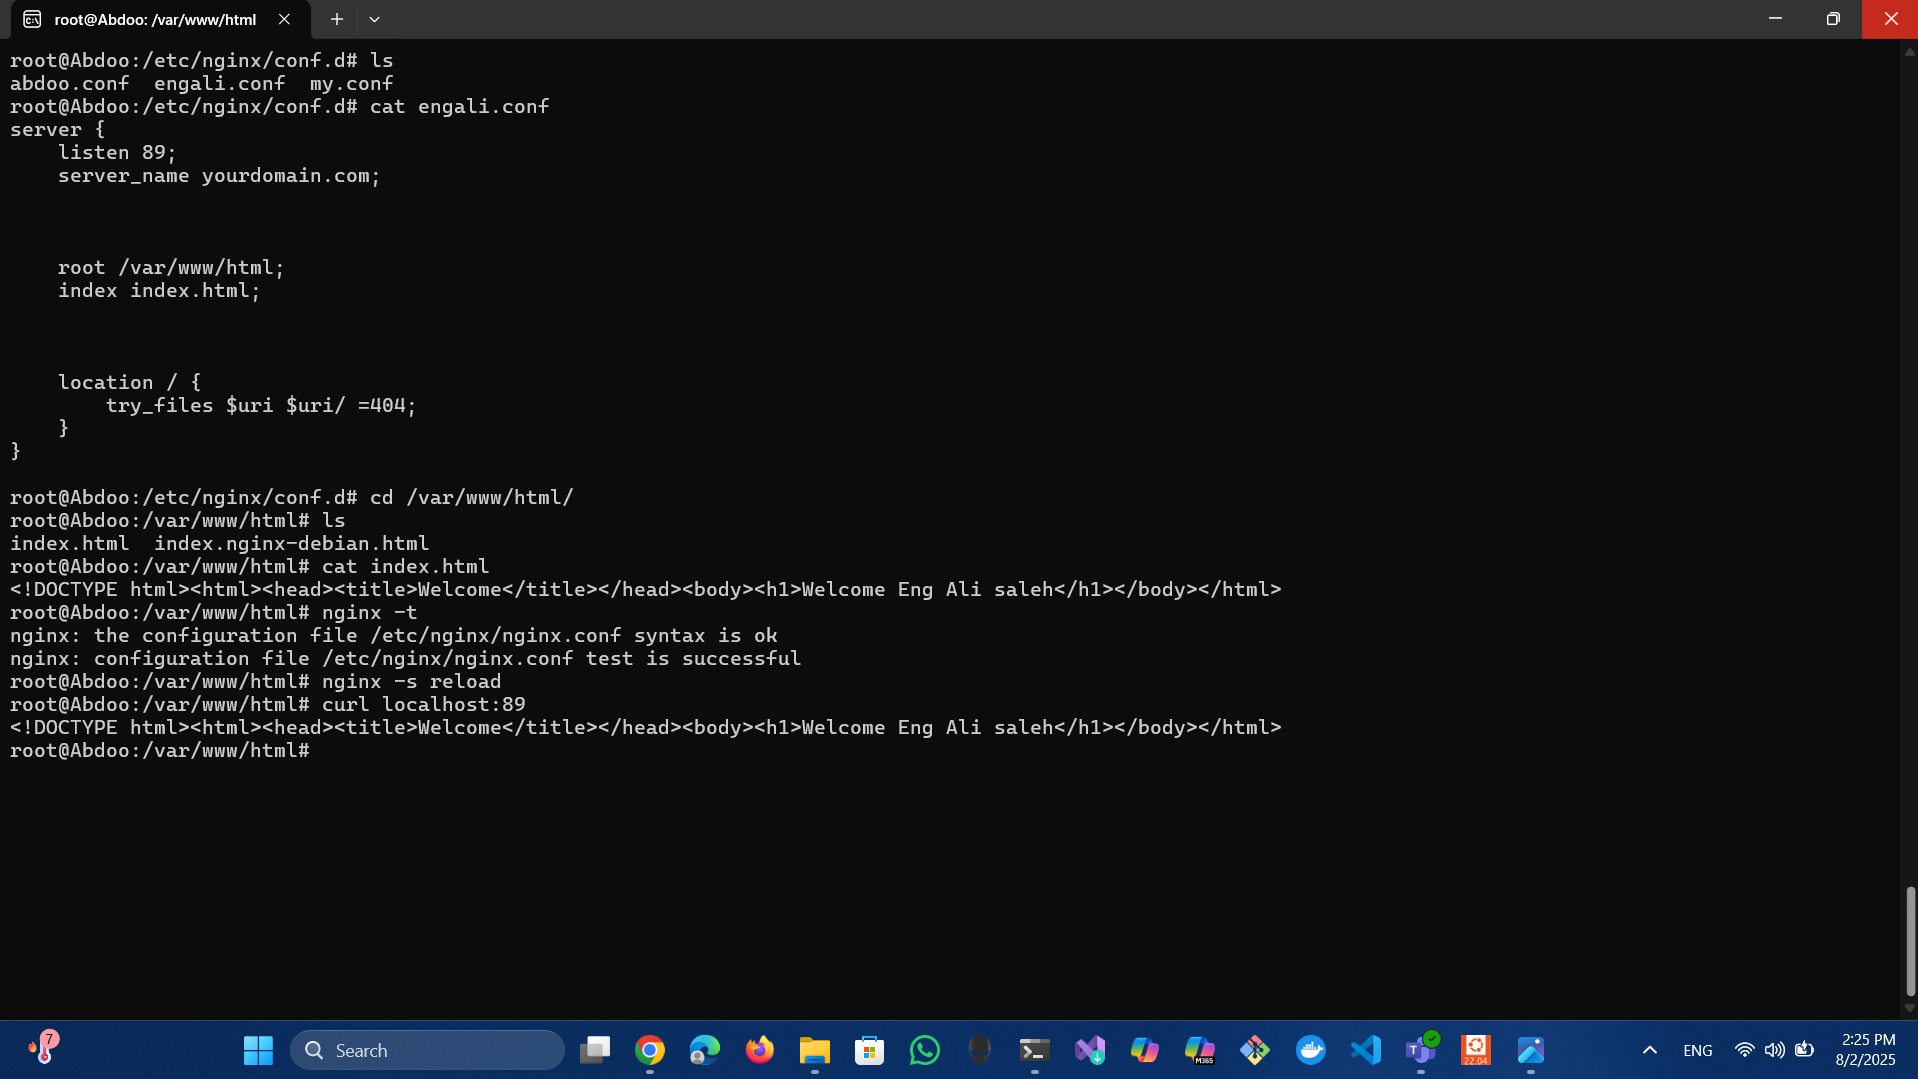 root@Abdoo: /var/www/html
root@Abdoo:/etc/nginx/conf.d# ls
abdoo.conf  engali.conf  my.conf
root@Abdoo:/etc/nginx/conf.d# cat engali.conf
server {
    listen 89;
    server_name yourdomain.com;
    root /var/www/html;
    index index.html;
    location / {
        try_files $uri $uri/ =404;
    }
}
root@Abdoo:/etc/nginx/conf.d# cd /var/www/html/
root@Abdoo:/var/www/html# ls
index.html  index.nginx-debian.html
root@Abdoo:/var/www/html# cat index.html
<!DOCTYPE html><html><head><title>Welcome</title></head><body><h1>Welcome Eng Ali saleh</h1></body></html>
root@Abdoo:/var/www/html# nginx -t
nginx: the configuration file /etc/nginx/nginx.conf syntax is ok
nginx: configuration file /etc/nginx/nginx.conf test is successful
root@Abdoo:/var/www/html# nginx -s reload
root@Abdoo:/var/www/html# curl localhost:89
<!DOCTYPE html><html><head><title>Welcome</title></head><body><h1>Welcome Eng Ali saleh</h1></body></html>
root@Abdoo:/var/www/html#
7
Search
M365
T
22.04
ENG
2:25 PM
8/2/2025